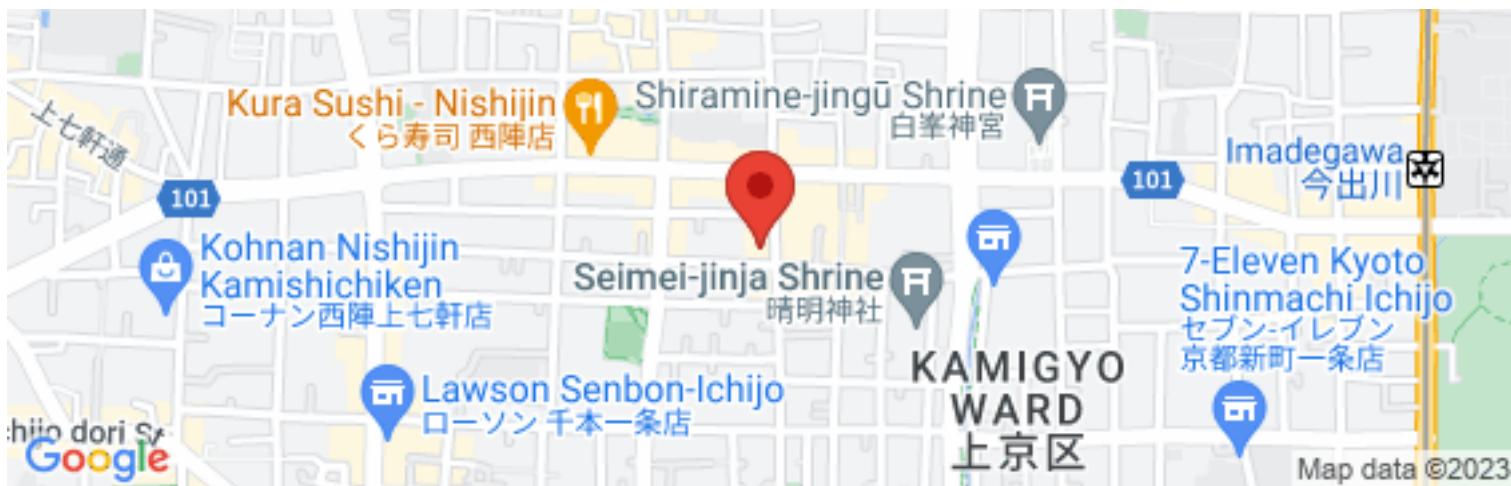 Kura Sushi - Nishijin
くら寿司 西陣店
Shiramine-jingū Shrine
白峯神宮
上七軒通
Imadegawa
今出川
101
101
Kohnan Nishijin
Kamishichiken
コーナン西陣上七軒店
Seimei-jinja Shrine
晴明神社
7-Eleven Kyoto
Shinmachi Ichijo
セブン-イレブン
京都新町一条店
KAMIGYO
WARD
上京区
Lawson Senbon-Ichijo
ローソン 千本一条店
dori
Google
Map data ©2023